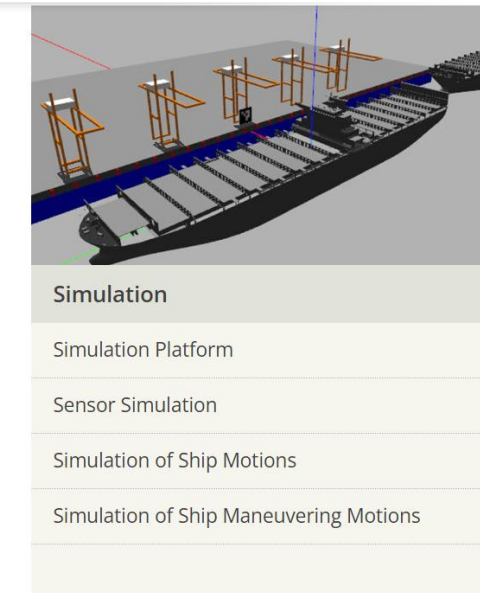 Simulation
Simulation Platform
Sensor Simulation
Simulation of Ship Motions
Simulation of Ship Maneuvering Motions